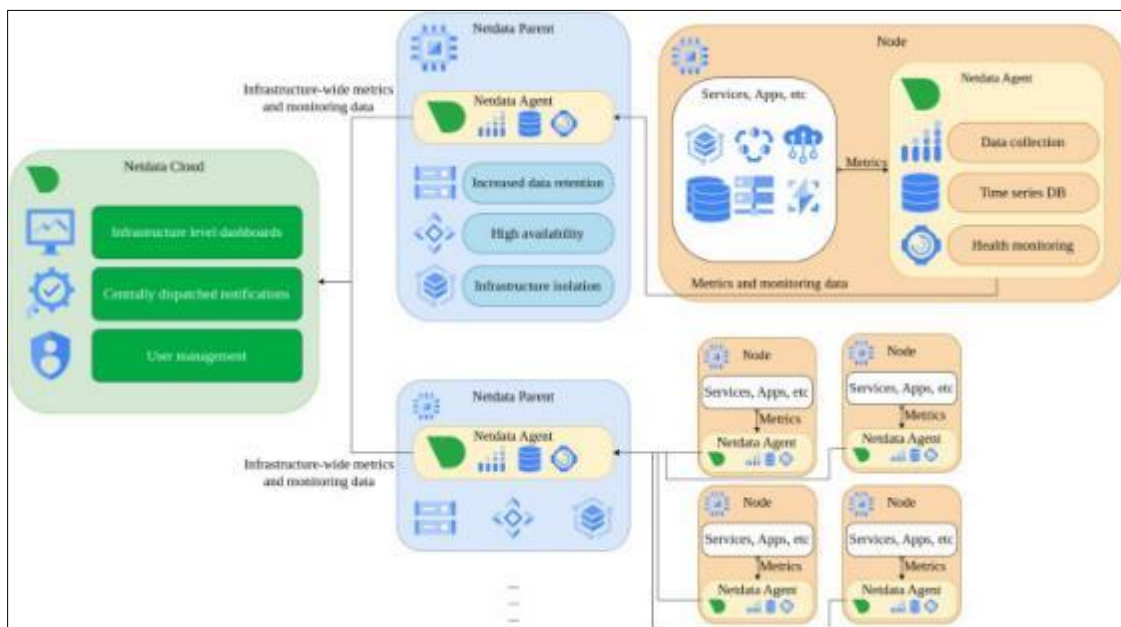 Netdata Parent
Node
Netdata Agent
Infrastructure-wide metrics
and monitoring data
Netdata Agent
Services, Apps, etc
Data collection
Metrics
Netdata Cloud
Increased data retention
Time series DB
Infrastructure level dashboards
High availability
Health monitoring
Centrally dispatched notifications
Infrastructure isolation
Metrics and monitoring data
User management
Netdata Parent
Node
Node
Services, Apps, etc
Services, Apps, etc
Metrics
Metrics
Netdata Agent
Netdata Agent
Netdata Agent
Infrastructure-wide metrics
and monitoring data
Node
Node
Services, Apps, etc
Services, Apps, etc
Metrics
Metrics
Netdata Agent
Netdata Agent